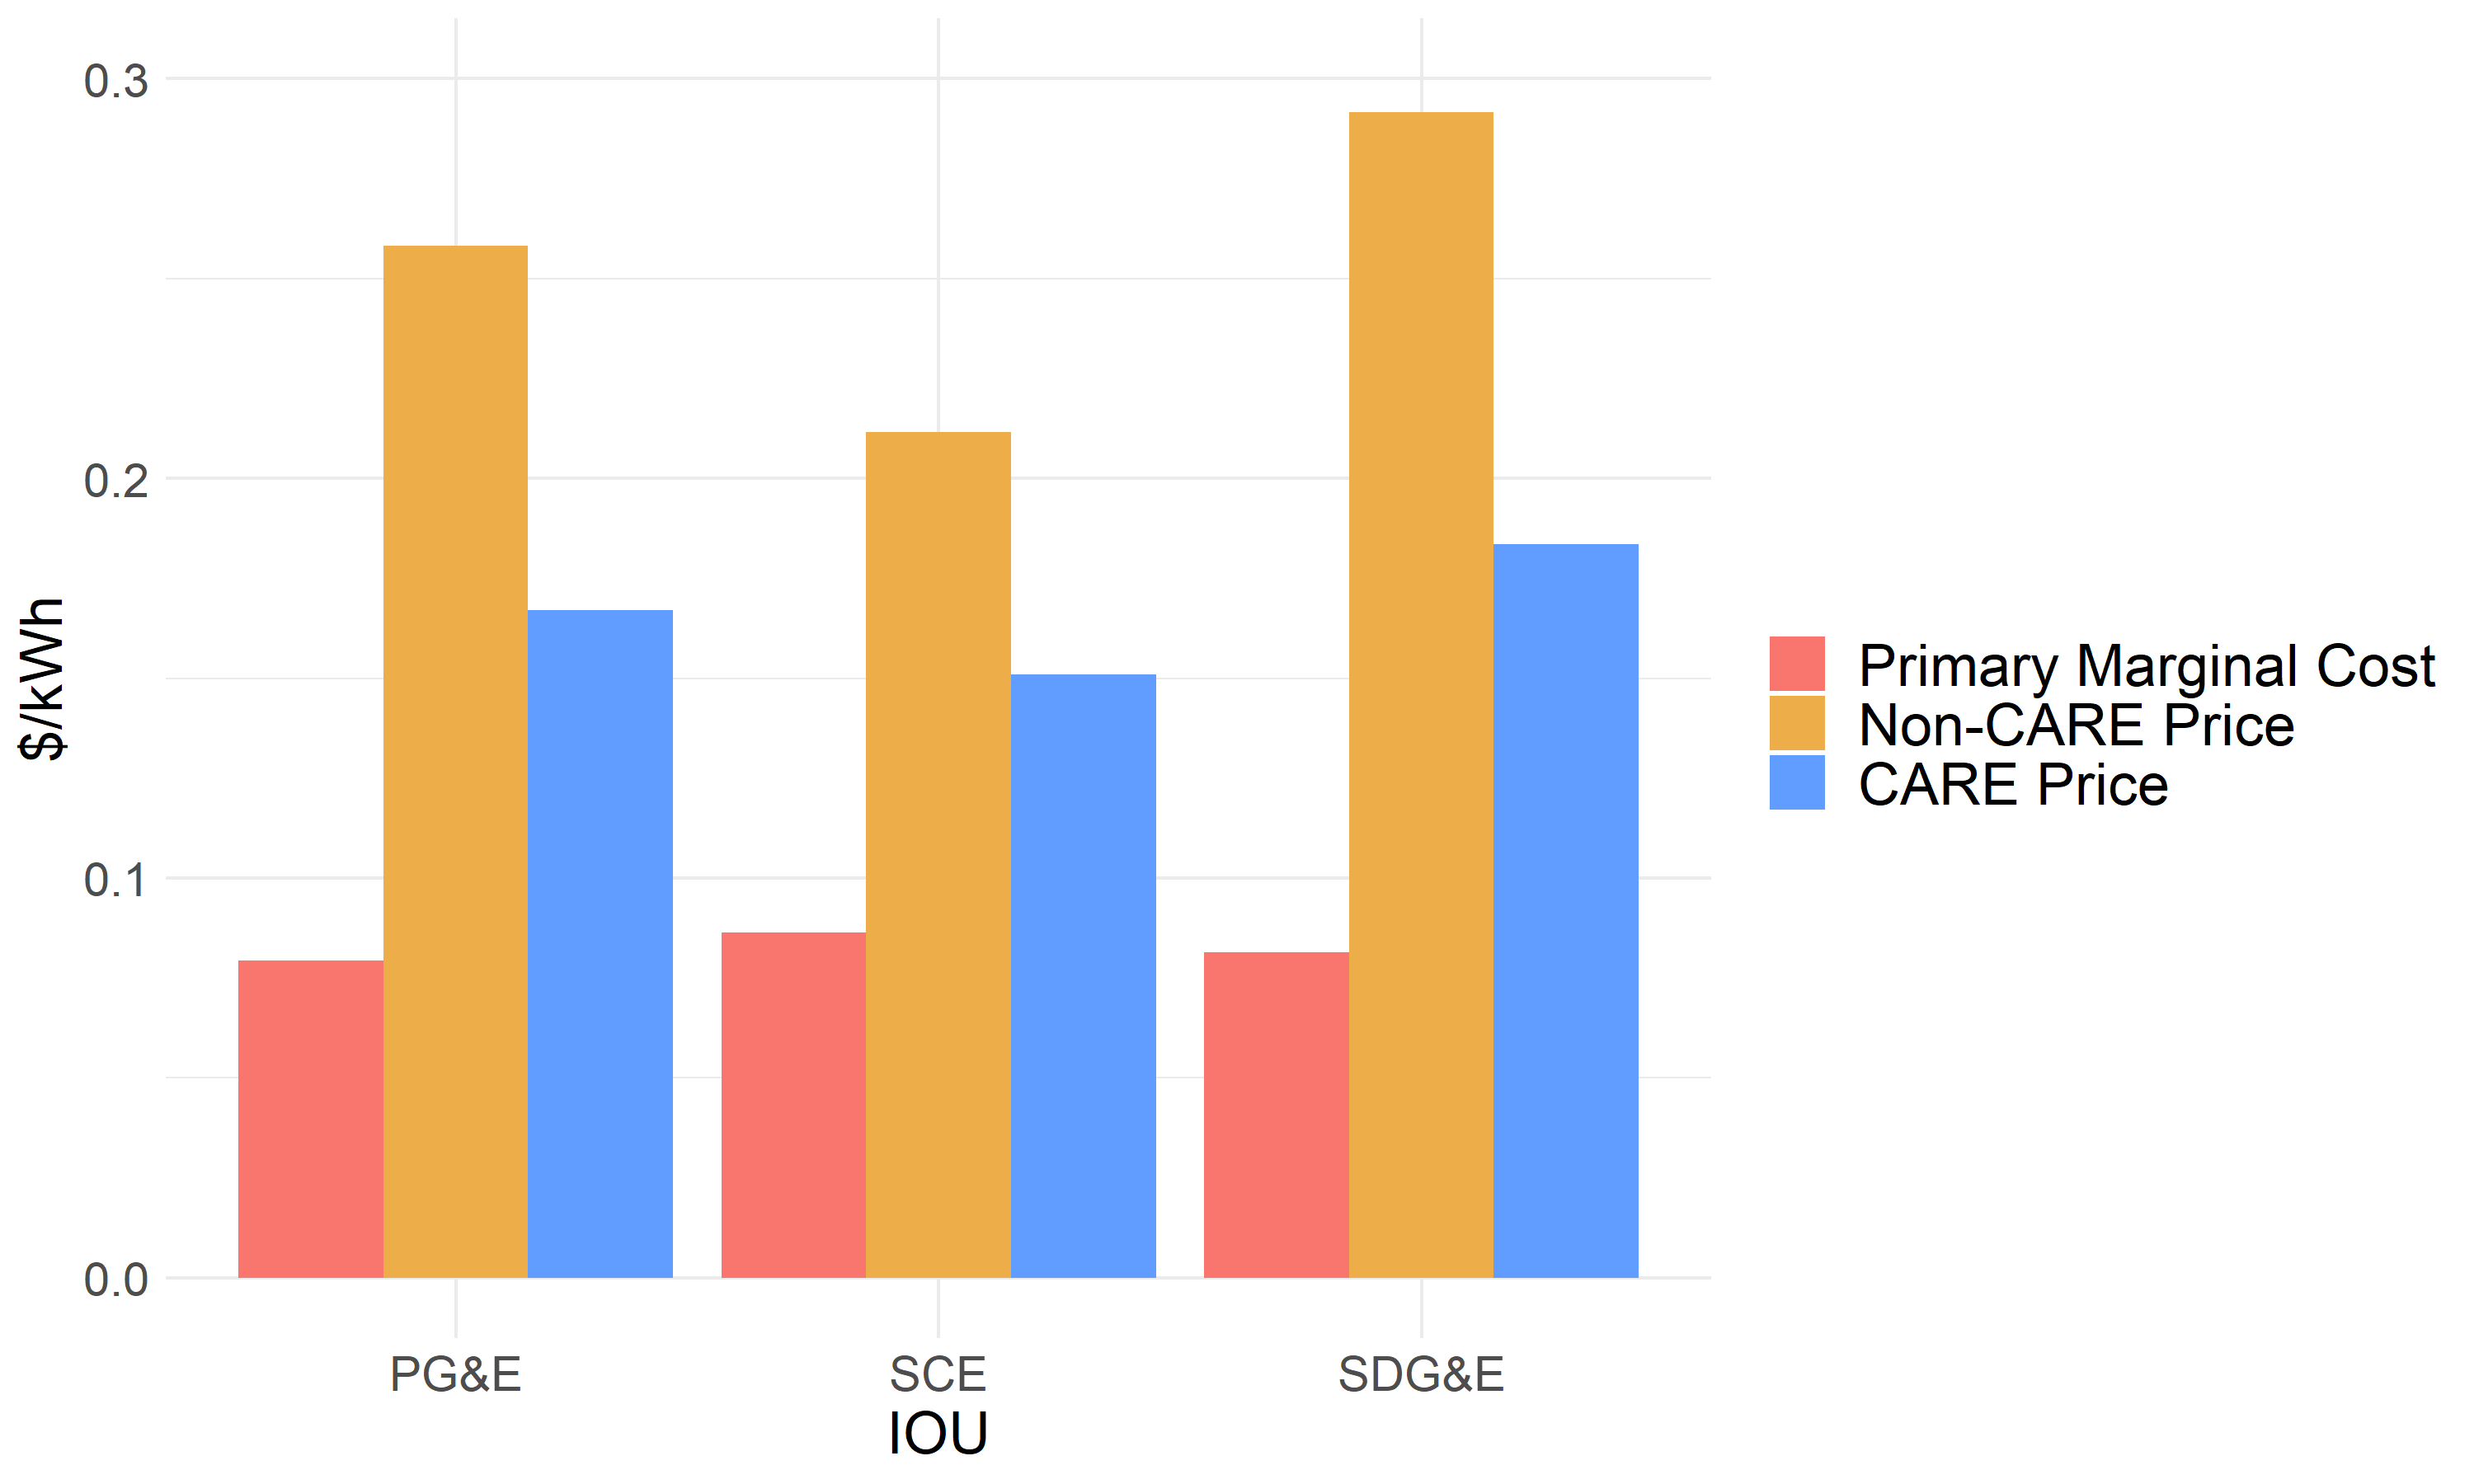 0.3
0.2
0.1
0.0
$/kWh
PG&E
SCE
SDG&E
IOU
Primary Marginal Cost
Non-CARE Price
CARE Price